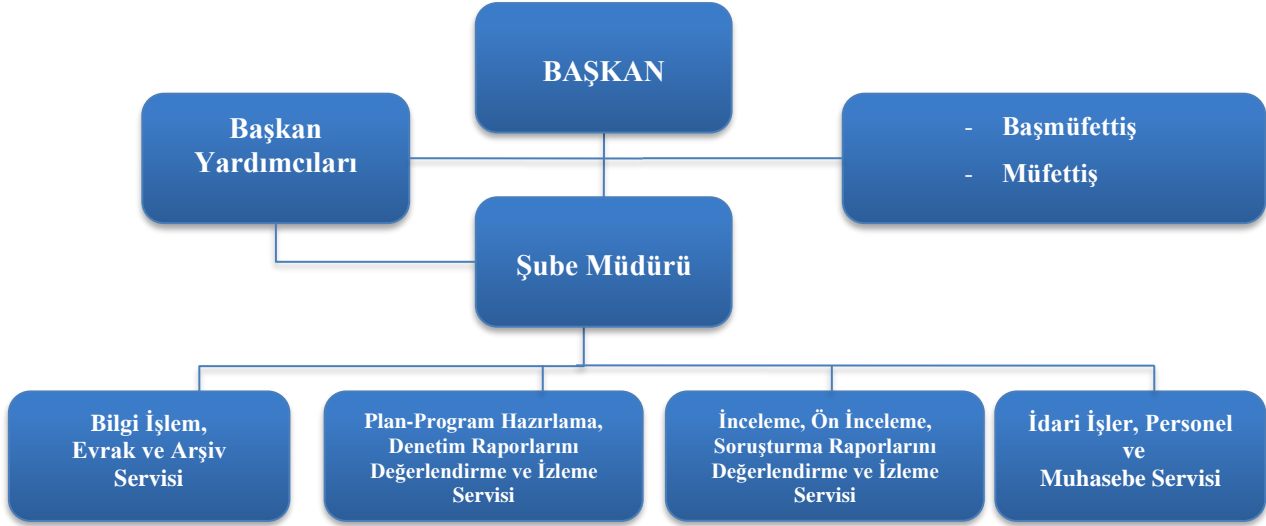 BAŞKAN
Başkan
Yardımcıları
- Başmüfettiş
- Müfettiş
Şube Müdürü
Bilgi İşlem,
Evrak ve Arşiv
Servisi
Plan-Program Hazırlama,
Denetim Raporlarını
Değerlendirme ve İzleme
Servisi
İnceleme, Ön İnceleme,
Soruşturma Raporlarını
Değerlendirme ve İzleme
Servisi
İdari İşler, Personel
ve
Muhasebe Servisi